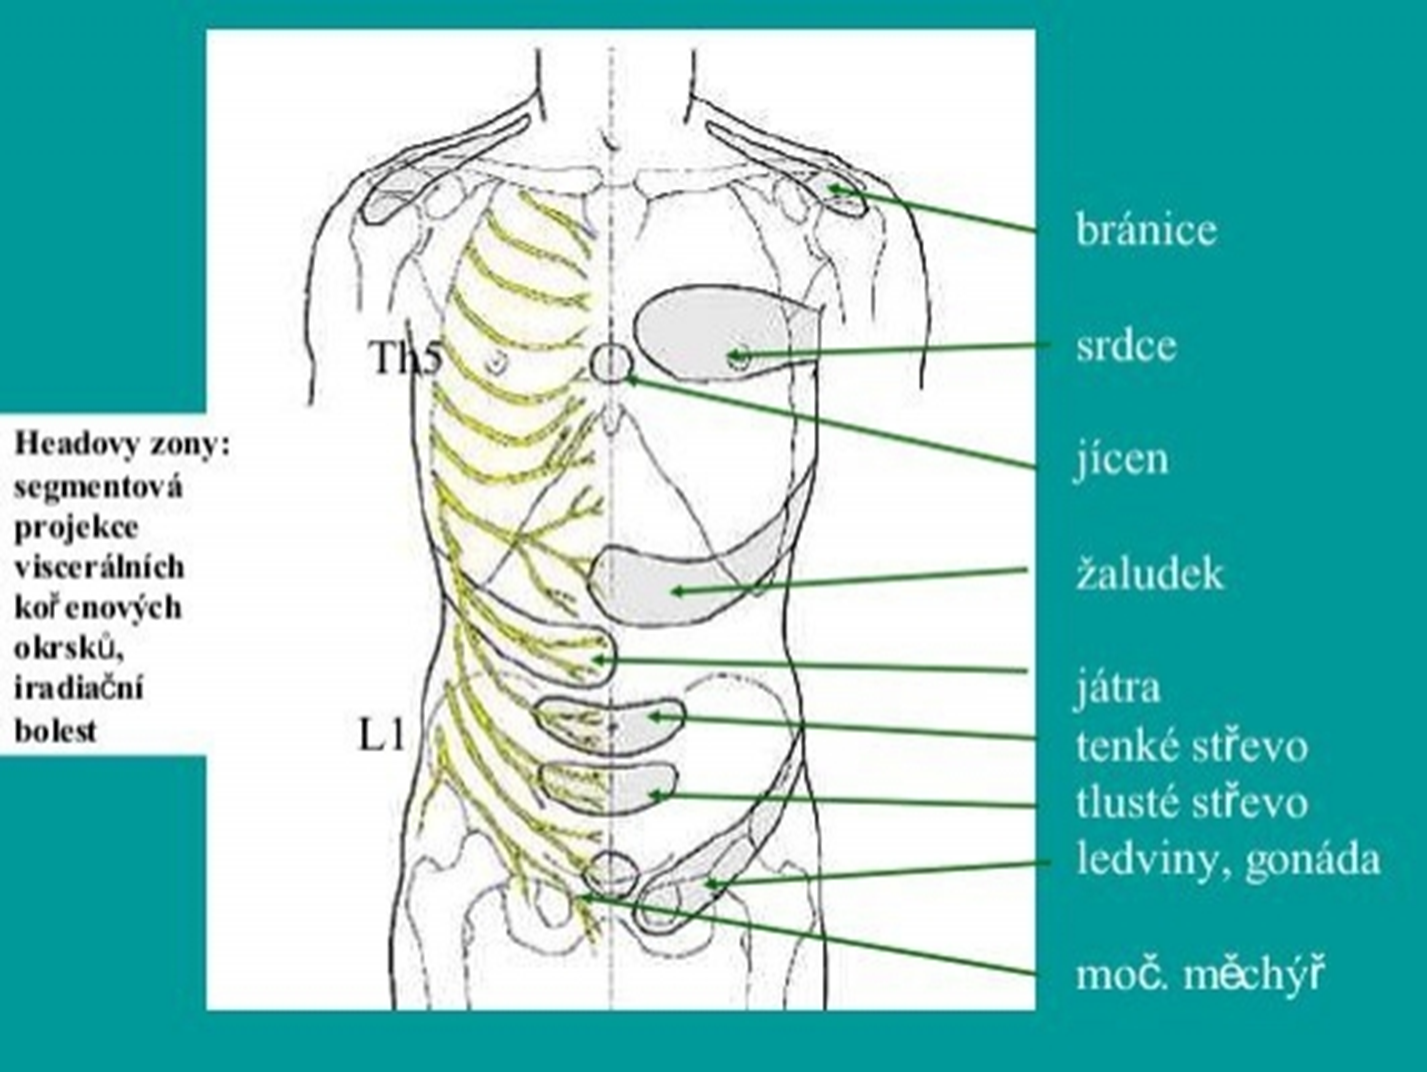 bránice
srdce
Th5
Headovy zony:
segmentová
projekce
viscerálních
kořenových
okrsků,
iradiační
bolest
jícen
žaludek
játra
L1
tenké střevo
tlusté střevo
ledviny, gonáda
moč. měchýř